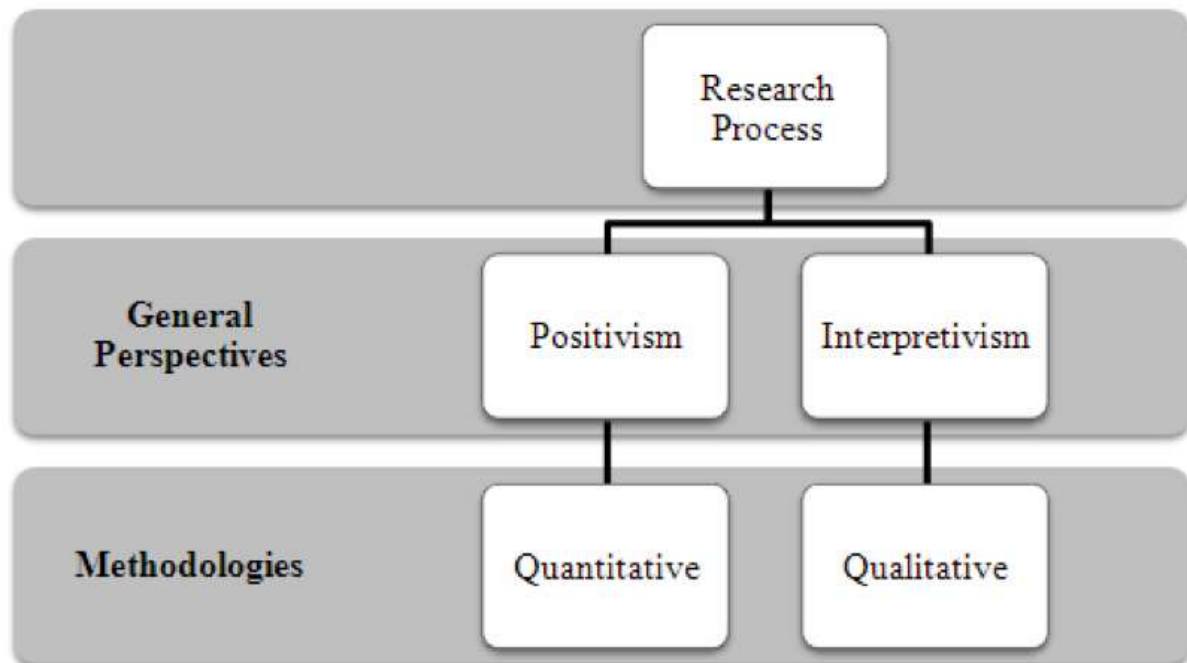 Research
Process
General
Perspectives
Positivism
Interpretivism
Methodologies
Quantitative
Qualitative